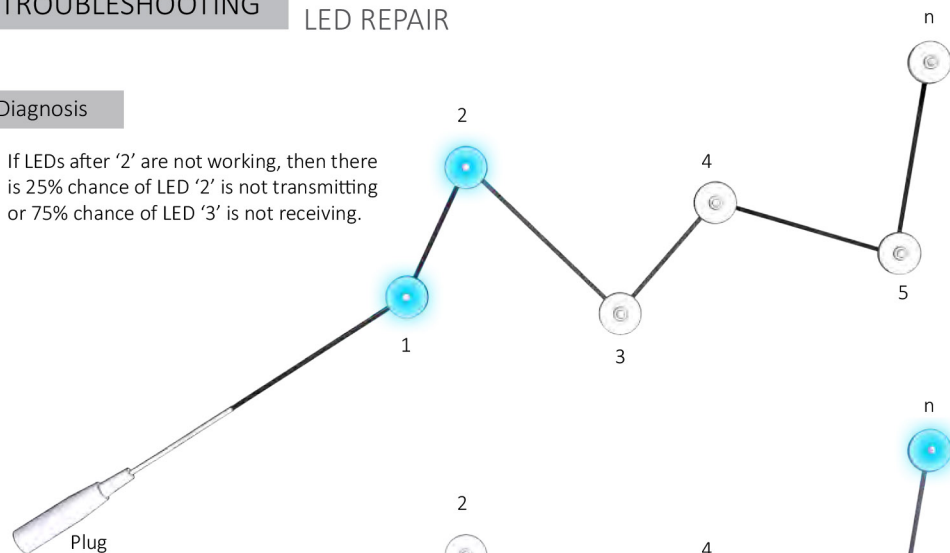 TROUBLESHOOTING
LED REPAIR
n
Diagnosis
2
If LEDs after ‘2’ are not working, then there
is 25% chance of LED ‘2’ is not transmitting
or 75% chance of LED ‘3’ is not receiving.
4
5
1
3
n
2
Plug
4